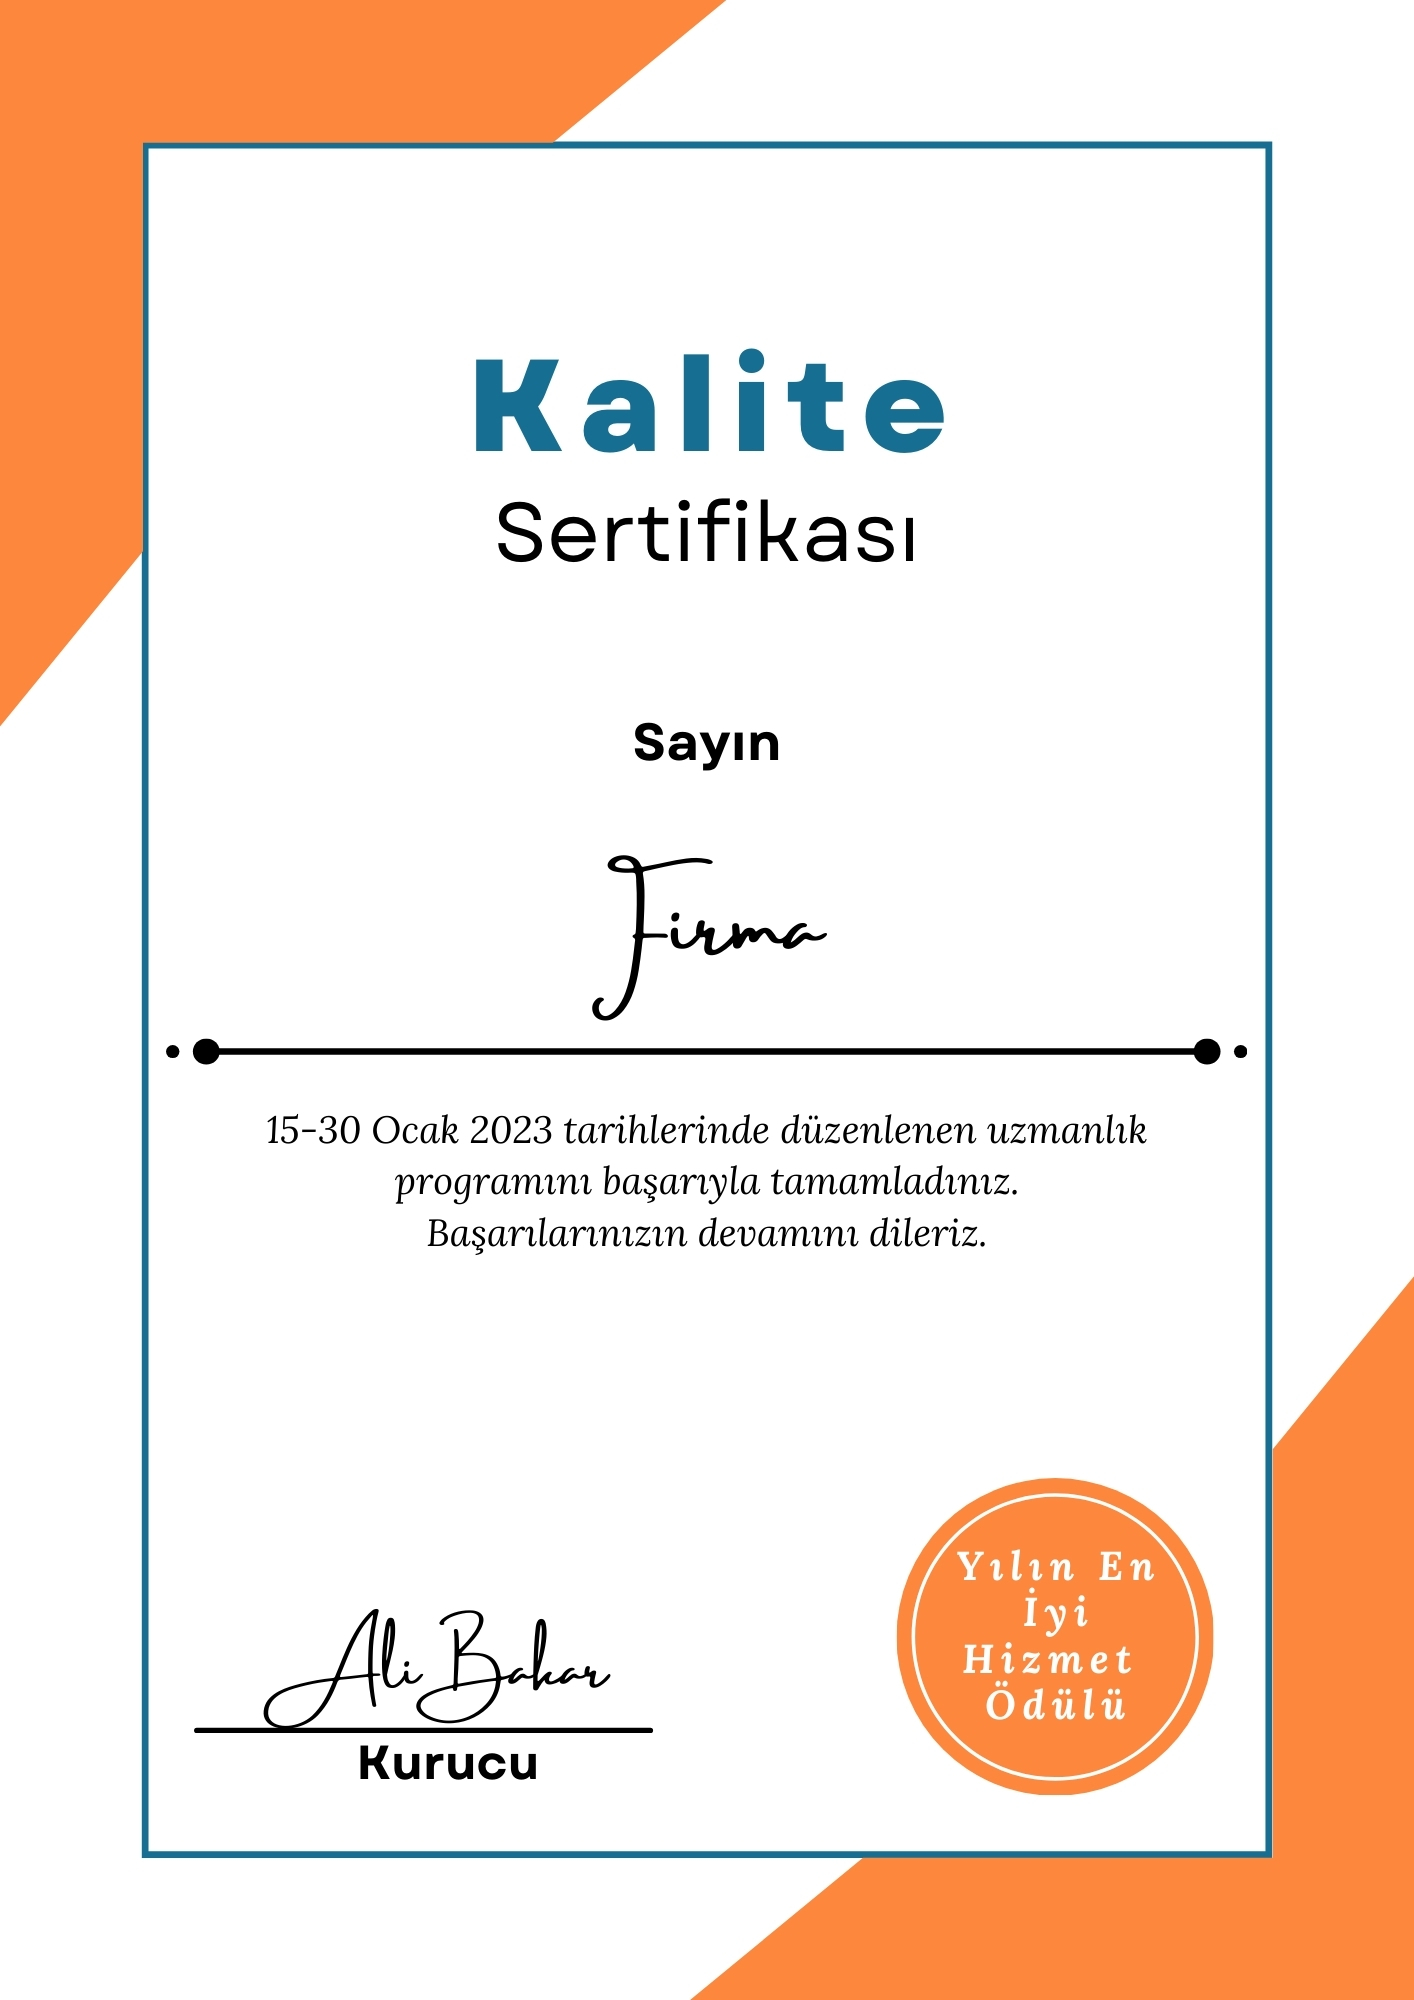 Kalite
Sertifikası
Sayın
Firma
15-30 Ocak 2023 tarihlerinde düzenlenen uzmanlık
programını başarıyla tamamladınız.
Başarılarınızın devamını dileriz.
Ali Bakar
Kurucu
Yılın En
İyi
Hizmet
Ödülü